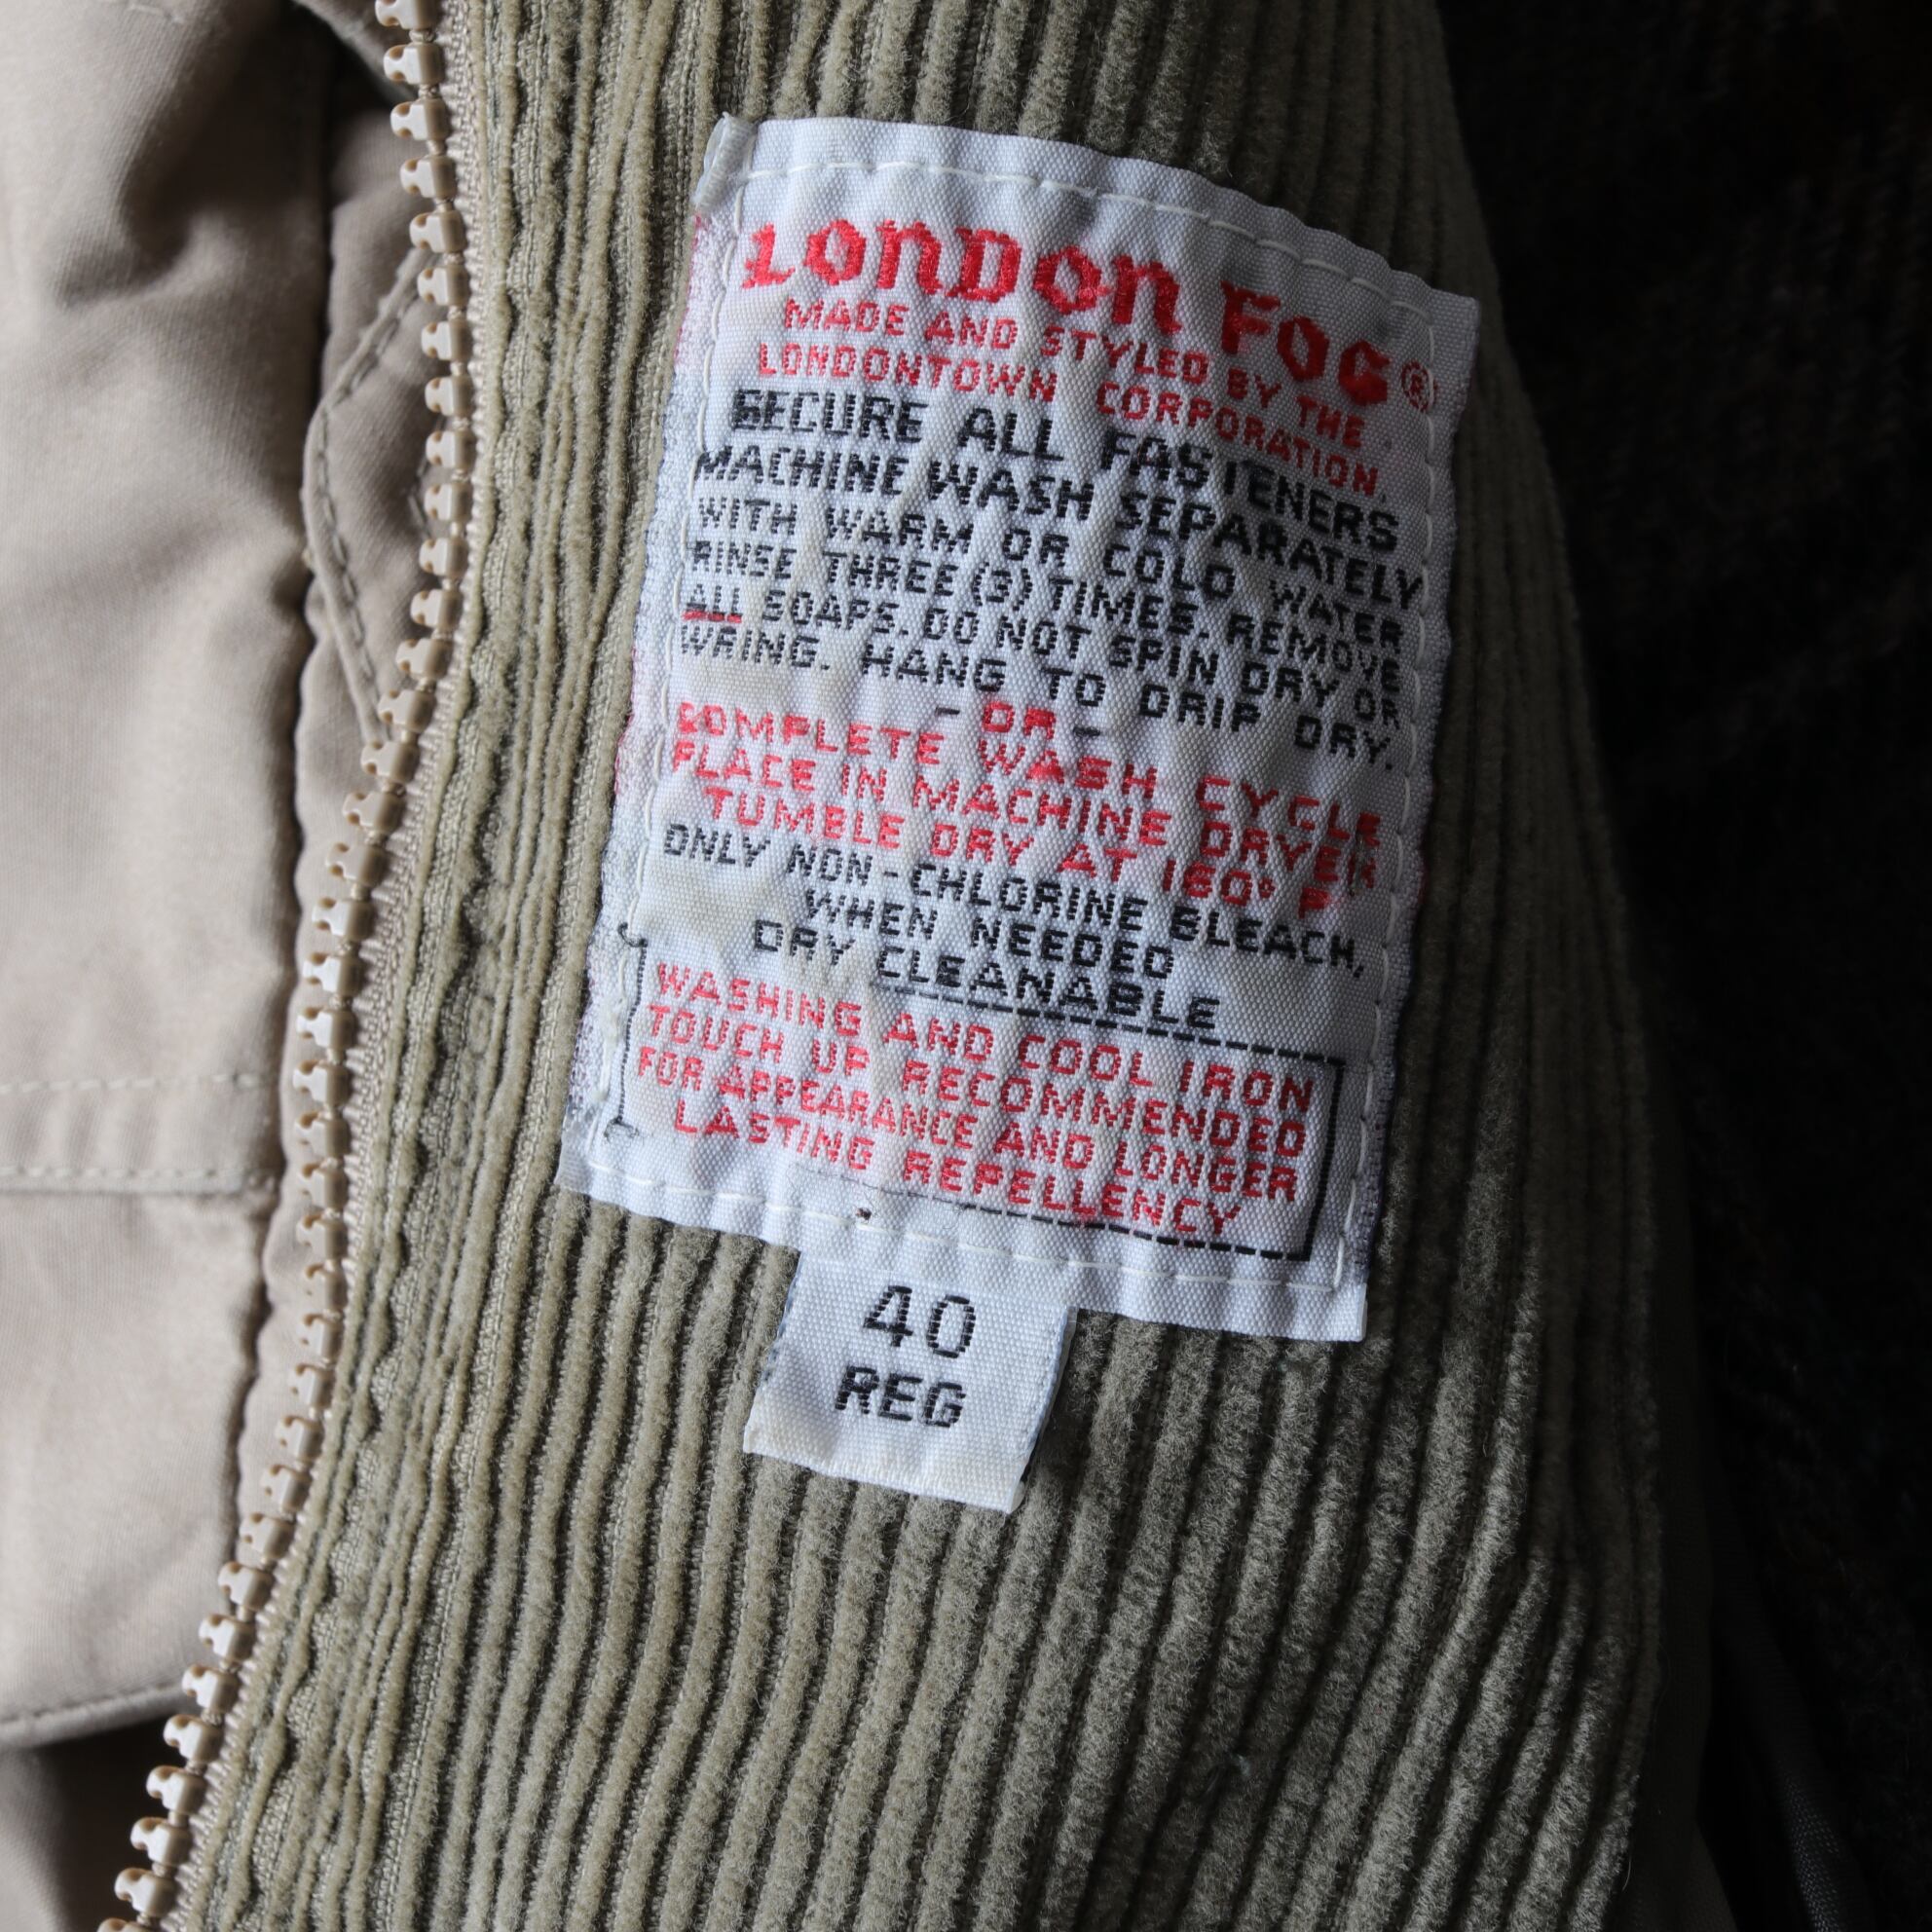 LONDON FOG®
MADE AND STYLED BY THE
LONDONTOWN CORPORATION.
SECURE ALL FASTENERS
MACHINE WASH SEPARATELY
WITH WARM OR COLD WATER
RINSE THREE (3) TIMES. REMOVE
ALL SOAPS. DO NOT SPIN DRY OR
WRING. HANG TO DRIP DRY.
- OR -
COMPLETE WASH CYCLE
PLACE IN MACHINE DRYER
TUMBLE DRY AT 160° F
ONLY NON-CHLORINE BLEACH,
WHEN NEEDED
DRY CLEANABLE
WASHING AND COOL IRON
TOUCH UP RECOMMENDED
FOR APPEARANCE AND LONGER
LASTING REPELLENCY
40
REG